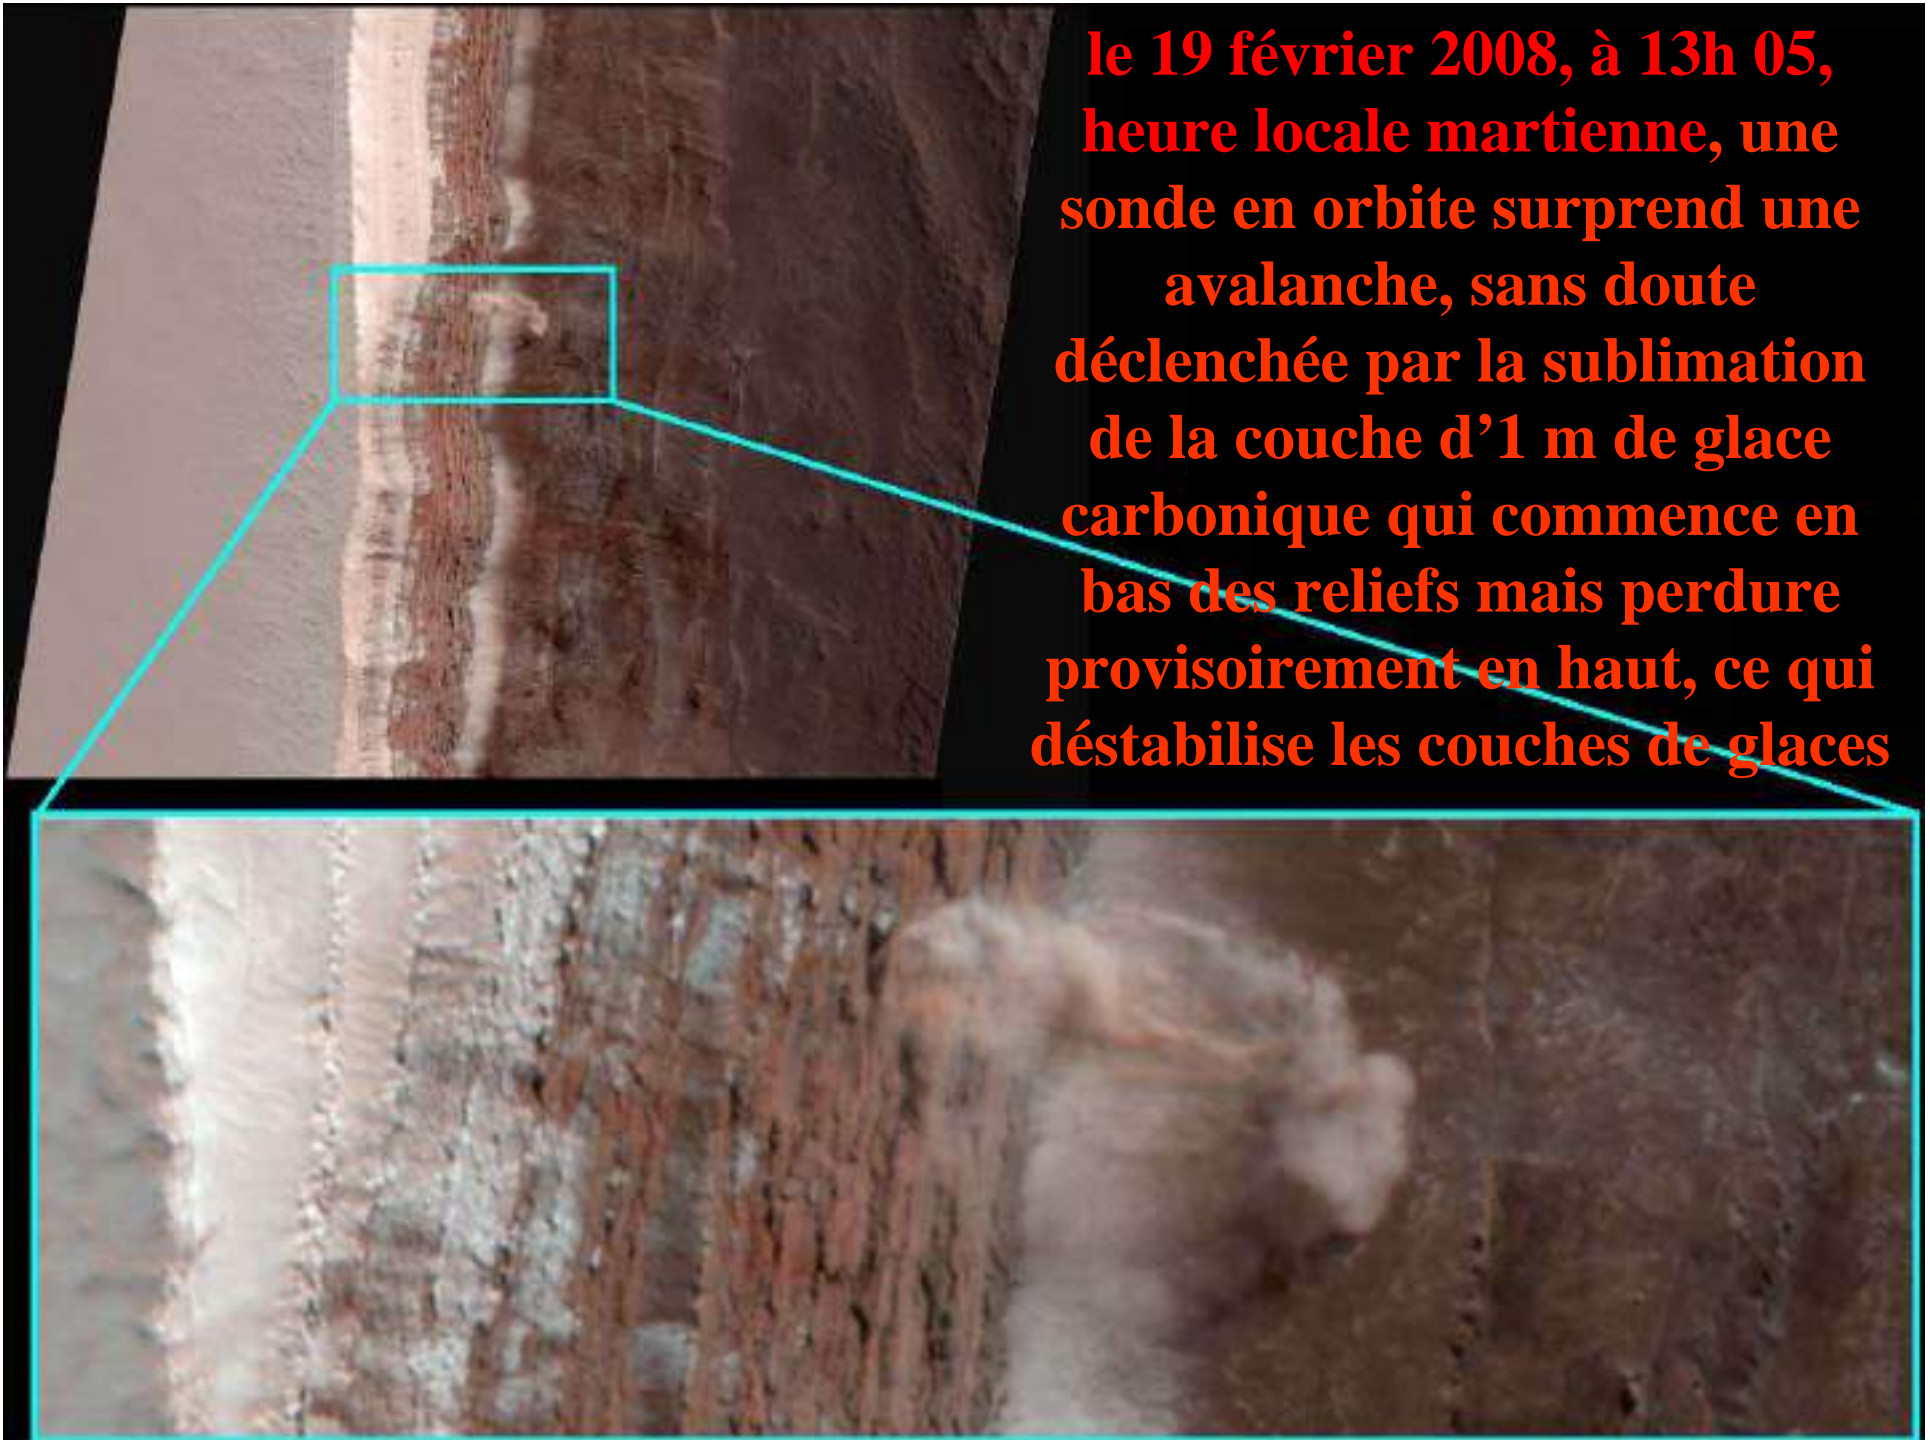 le 19 février 2008, à 13h 05,
heure locale martienne, une
sonde en orbite surprend une
avalanche, sans doute
déclenchée par la sublimation
de la couche d’1 m de glace
carbonique qui commence en
bas des reliefs mais perdure
provisoirement en haut, ce qui
déstabilise les couches de glaces